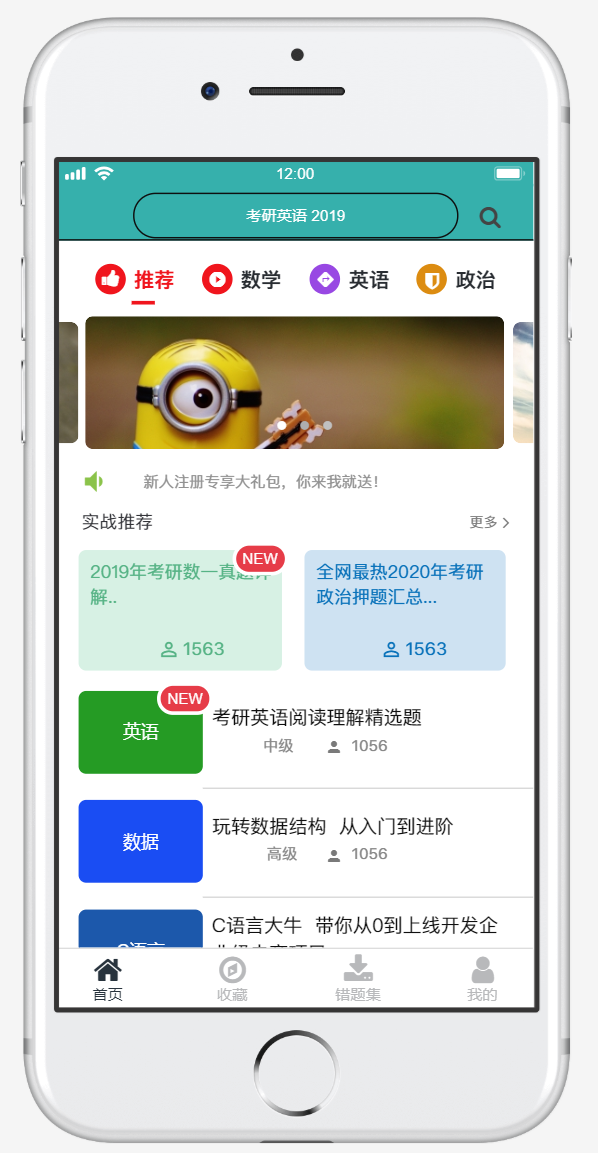 12:00
考研英语 2019
推荐 数学 英语 政治
新人注册专享大礼包，你来我就送！
实战推荐 更多
NEW
2019年考研数一真题详
解..
1563
全网最热2020年考研
政治押题汇总...
1563
NEW
英语
考研英语阅读理解精选题
中级 1056
数据
玩转数据结构 从入门到进阶
高级 1056
C语言
C语言大牛 带你从0到上线开发企
首页 收藏 错题集 我的